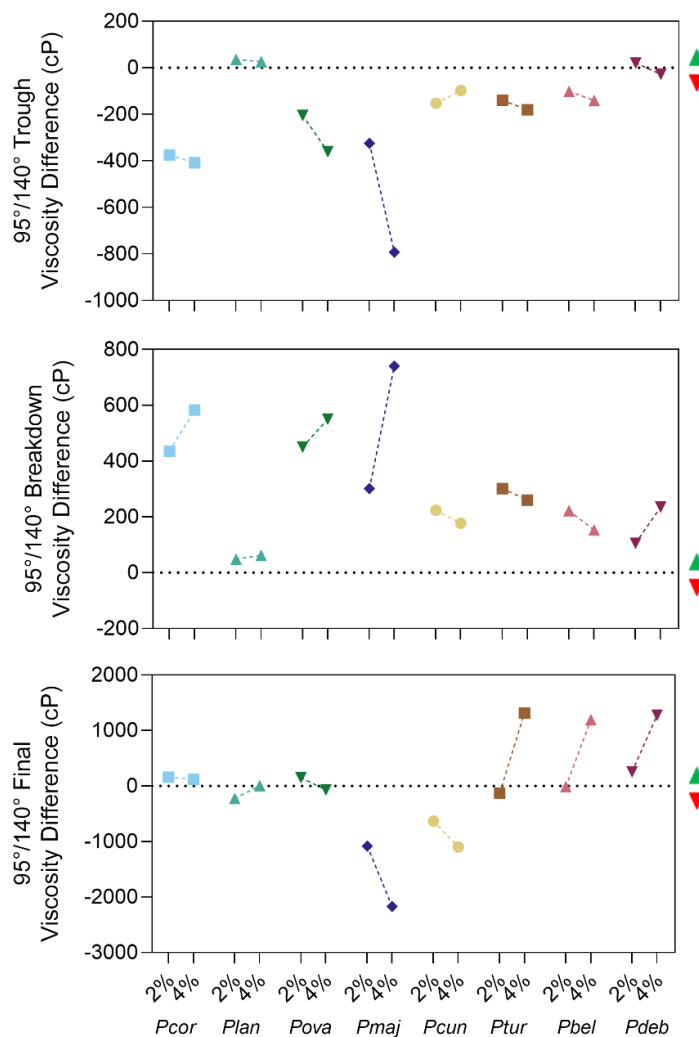 95°/140° Trough
Viscosity Difference (cP)
200
0
-200
-400
-600
-800
-1000
95°/140° Breakdown
Viscosity Difference (cP)
800
600
400
200
0
-200
95°/140° Final
Viscosity Difference (cP)
2000
1000
0
-1000
-2000
-3000
2% 4% 2% 4% 2% 4% 2% 4% 2% 4% 2% 4% 2% 4% 2% 4%
Pcor Plan Pova Pmaj Pcun Ptur Pbel Pdeb